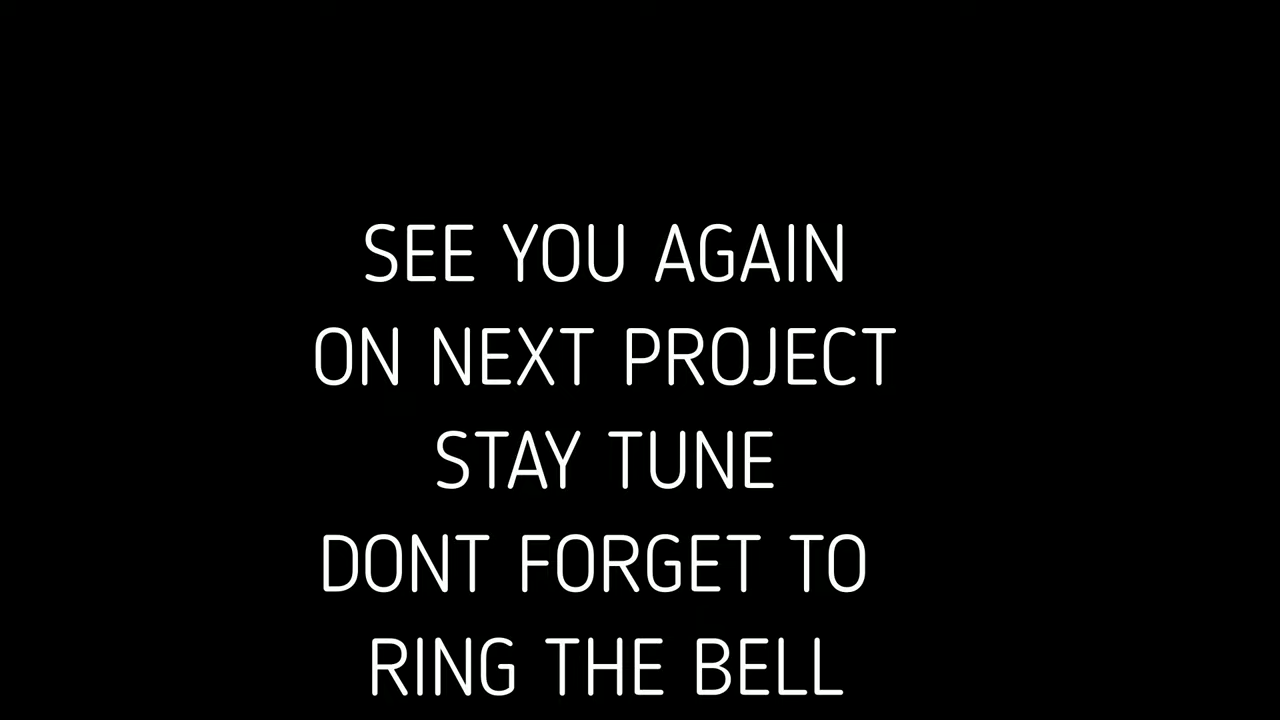 SEE YOU AGAIN
ON NEXT PROJECT
STAY TUNE
DONT FORGET TO
RING THE BELL